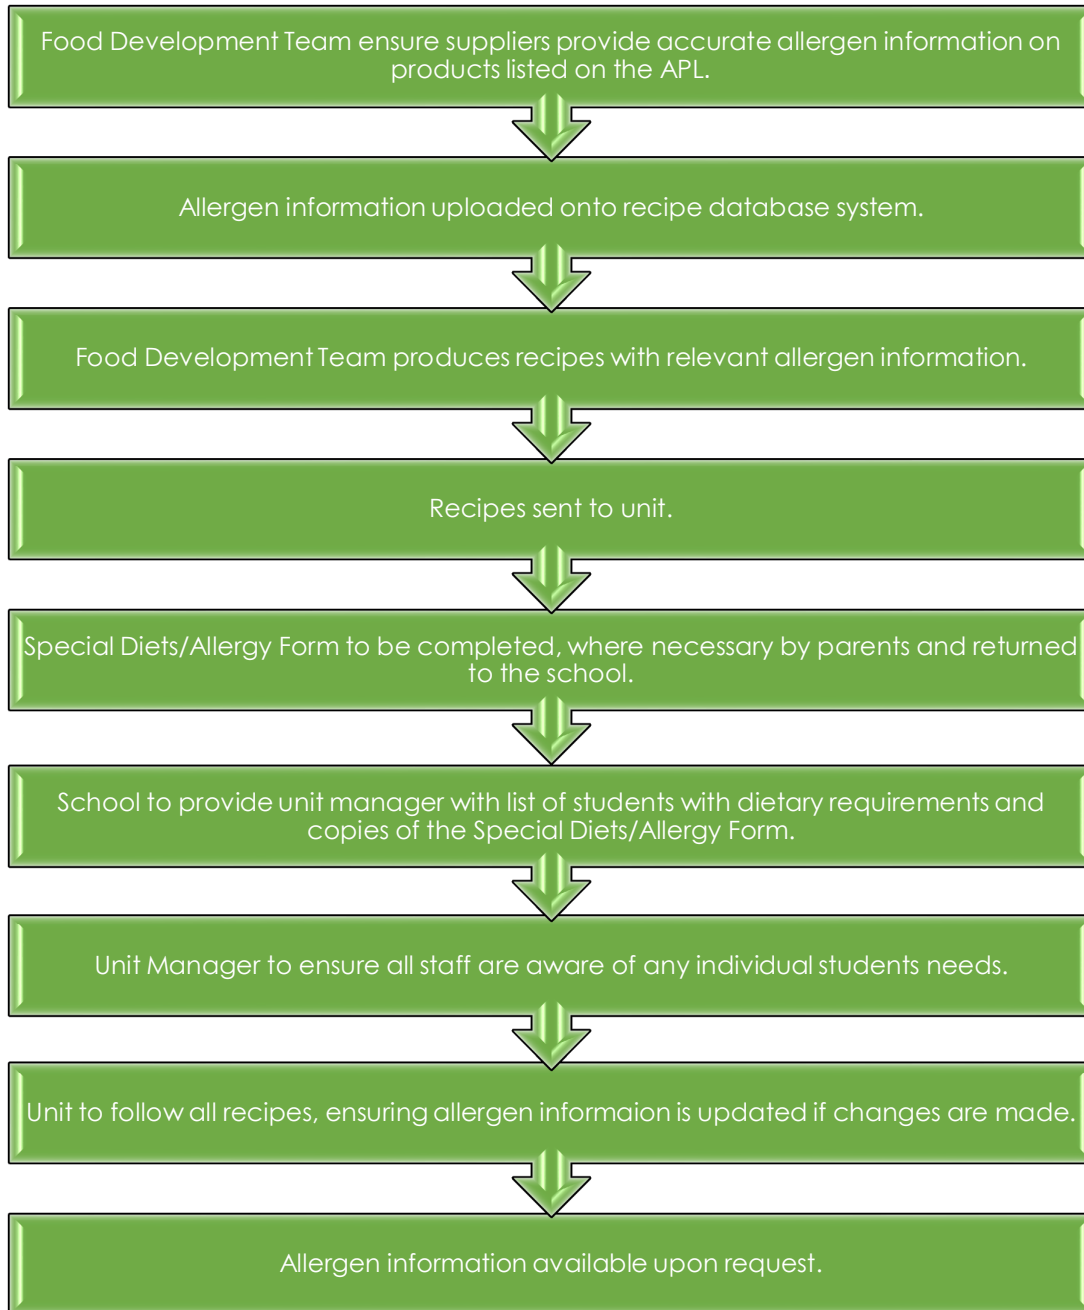 Food Development Team ensure suppliers provide accurate allergen information on
products listed on the APL.
Allergen information uploaded onto recipe database system.
Food Development Team produces recipes with relevant allergen information.
Recipes sent to unit.
Special Diets/Allergy Form to be completed, where necessary by parents and returned
to the school.
School to provide unit manager with list of students with dietary requirements and
copies of the Special Diets/Allergy Form.
Unit Manager to ensure all staff are aware of any individual students needs.
Unit to follow all recipes, ensuring allergen informaion is updated if changes are made.
Allergen information available upon request.